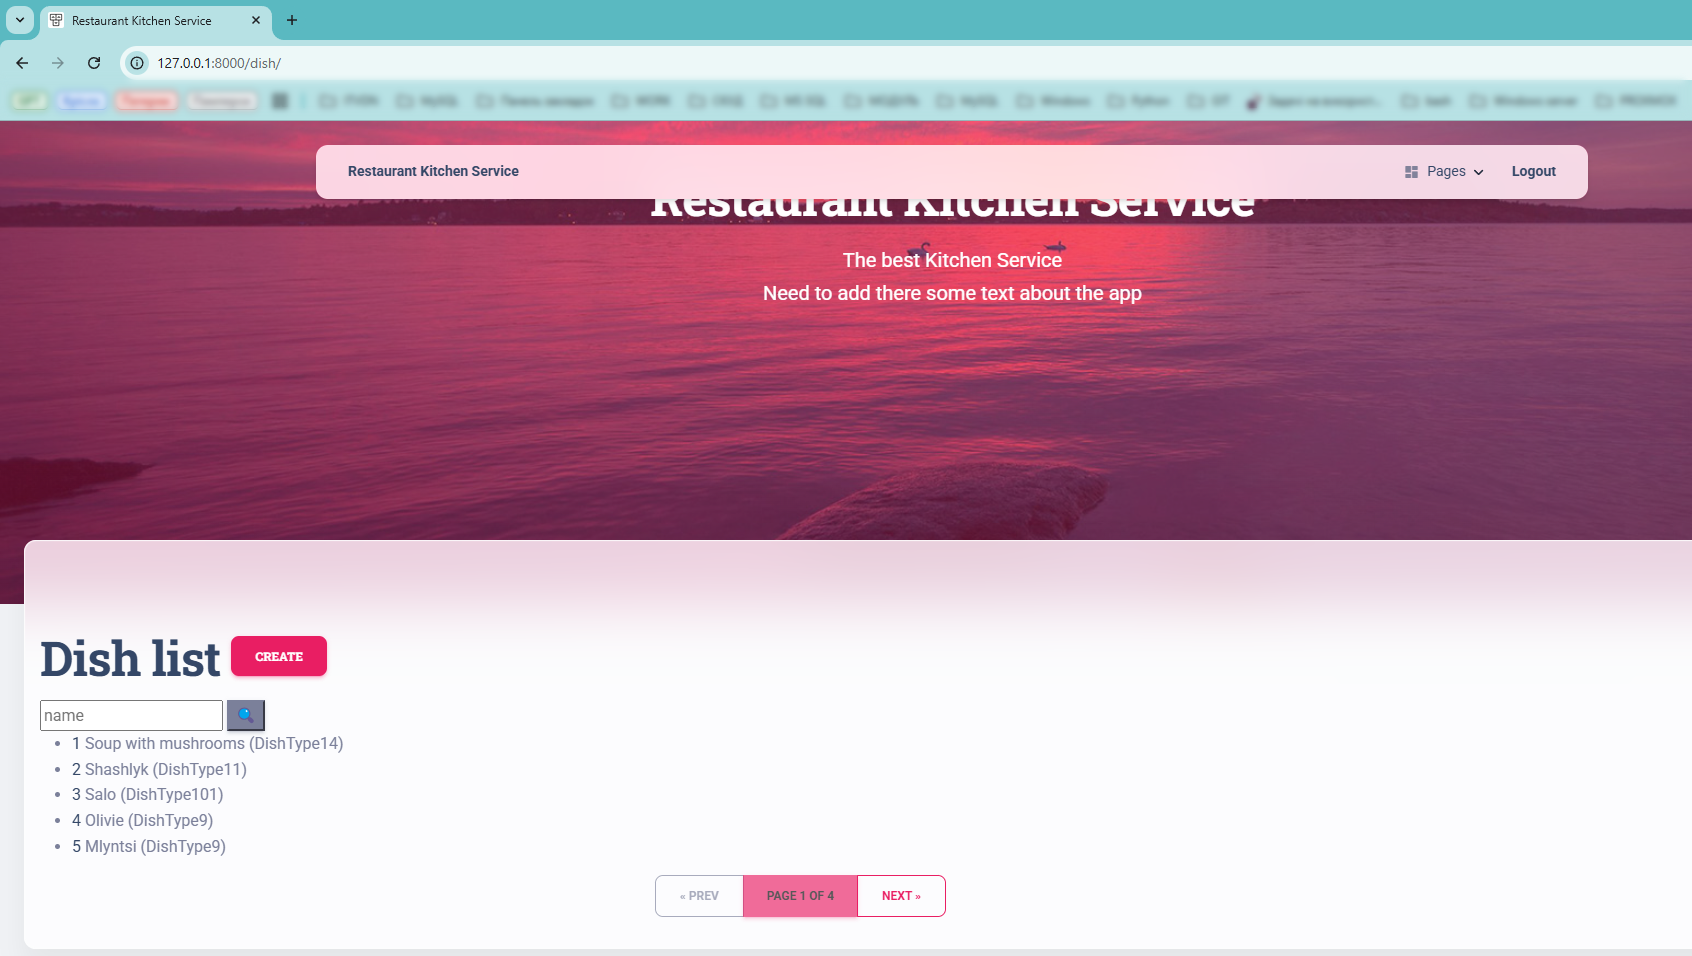 Restaurant Kitchen Service
127.0.0.1:8000/dish/
Restaurant Kitchen Service Pages Logout
Restaurant Kitchen Service
The best Kitchen Service
Need to add there some text about the app
Dish list CREATE
name
1 Soup with mushrooms (DishType14)
2 Shashlyk (DishType11)
3 Salo (DishType101)
4 Olivie (DishType9)
5 Mlyntsi (DishType9)
« PREV PAGE 1 OF 4 NEXT »